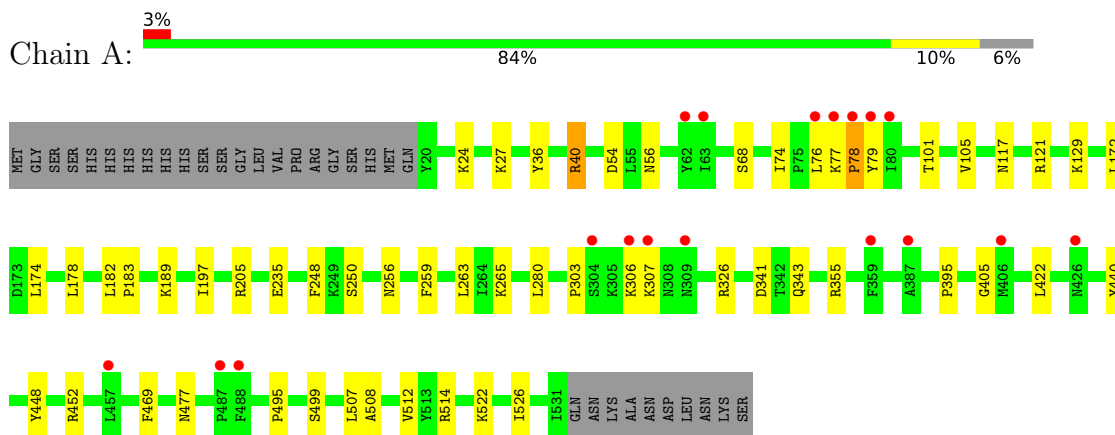 3%
Chain A:
84% 10% 6%
MET GLY SER SER HIS HIS HIS HIS HIS HIS SER SER GLY LEU VAL PRO ARG GLY SER HIS MET GLN Y20 K24 K27 Y36 R40 D54 L55 N56 Y62 I63 S68 I74 P75 L76 K77 P78 Y79 I80 T101 V105 N117 R121 K129 L172
D173 L174 L178 L182 P183 K189 I197 R205 E235 F248 K249 S250 N256 F259 L263 I264 K265 L280 P303 S304 K305 K306 K307 N308 N309 R326 D341 T342 Q343 R355 F359 A387 P395 G405 M406 L422 N426 Y440
Y448 R452 L457 F469 N477 P487 F488 P495 S499 L507 A508 V512 Y513 R514 K522 I526 I531 GLN ASN LYS ALA ASN ASP LEU ASN LYS SER